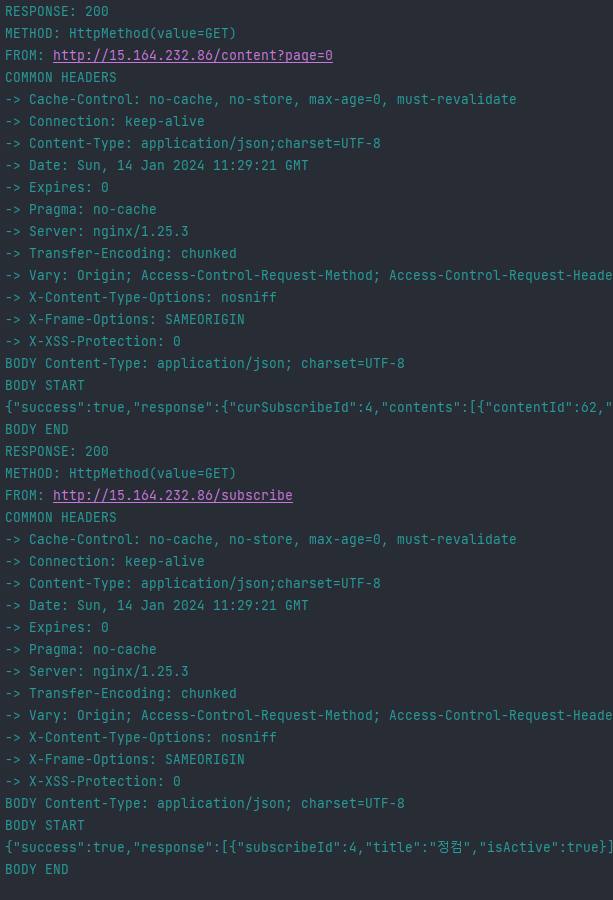 RESPONSE: 200
METHOD: HttpMethod(value=GET)
FROM: http://15.164.232.86/content?page=0
COMMON HEADERS
-> Cache-Control: no-cache, no-store, max-age=0, must-revalidate
-> Connection: keep-alive
-> Content-Type: application/json;charset=UTF-8
-> Date: Sun, 14 Jan 2024 11:29:21 GMT
-> Expires: 0
-> Pragma: no-cache
-> Server: nginx/1.25.3
-> Transfer-Encoding: chunked
-> Vary: Origin; Access-Control-Request-Method; Access-Control-Request-Heade
-> X-Content-Type-Options: nosniff
-> X-Frame-Options: SAMEORIGIN
-> X-XSS-Protection: 0
BODY Content-Type: application/json; charset=UTF-8
BODY START
{"success":true,"response":{"curSubscribeId":4,"contents":[{"contentId":62,"
BODY END
RESPONSE: 200
METHOD: HttpMethod(value=GET)
FROM: http://15.164.232.86/subscribe
COMMON HEADERS
-> Cache-Control: no-cache, no-store, max-age=0, must-revalidate
-> Connection: keep-alive
-> Content-Type: application/json;charset=UTF-8
-> Date: Sun, 14 Jan 2024 11:29:21 GMT
-> Expires: 0
-> Pragma: no-cache
-> Server: nginx/1.25.3
-> Transfer-Encoding: chunked
-> Vary: Origin; Access-Control-Request-Method; Access-Control-Request-Heade
-> X-Content-Type-Options: nosniff
-> X-Frame-Options: SAMEORIGIN
-> X-XSS-Protection: 0
BODY Content-Type: application/json; charset=UTF-8
BODY START
{"success":true,"response":[{"subscribeId":4,"title":"정컴","isActive":true}]
BODY END